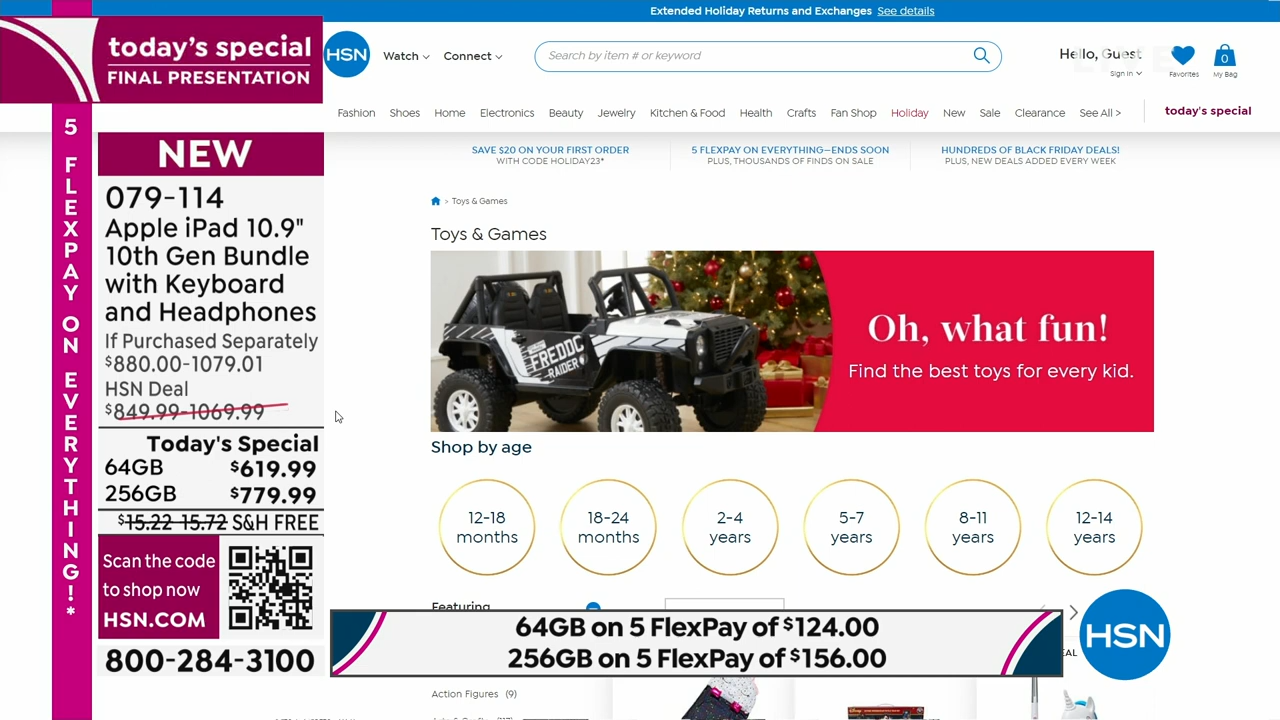 today's special
FINAL PRESENTATION
5 FLEXPAY ON EVERYTHING!*
NEW
079-114
Apple iPad 10.9"
10th Gen Bundle
with Keyboard
and Headphones
If Purchased Separately
$880.00-1079.01
HSN Deal
$849.99-1069.99
Today's Special
64GB $619.99
256GB $779.99
$15.22-15.72 S&H FREE
Scan the code
to shop now
HSN.COM
800-284-3100
Extended Holiday Returns and Exchanges See details
HSN
Watch
Connect
Search by item # or keyword
Hello, Guest
Sign in
Favorites
0
My Bag
Fashion Shoes Home Electronics Beauty Jewelry Kitchen & Food Health Crafts Fan Shop Holiday New Sale Clearance See All > today's special
SAVE $20 ON YOUR FIRST ORDER
WITH CODE HOLIDAY23*
5 FLEXPAY ON EVERYTHING—ENDS SOON
PLUS, THOUSANDS OF FINDS ON SALE
HUNDREDS OF BLACK FRIDAY DEALS!
PLUS, NEW DEALS ADDED EVERY WEEK
> Toys & Games
Toys & Games
FREDDO
RAIDER
Oh, what fun!
Find the best toys for every kid.
Shop by age
12-18
months
18-24
months
2-4
years
5-7
years
8-11
years
12-14
years
Featuring
64GB on 5 FlexPay of $124.00
256GB on 5 FlexPay of $156.00
HSN
Action Figures (9)